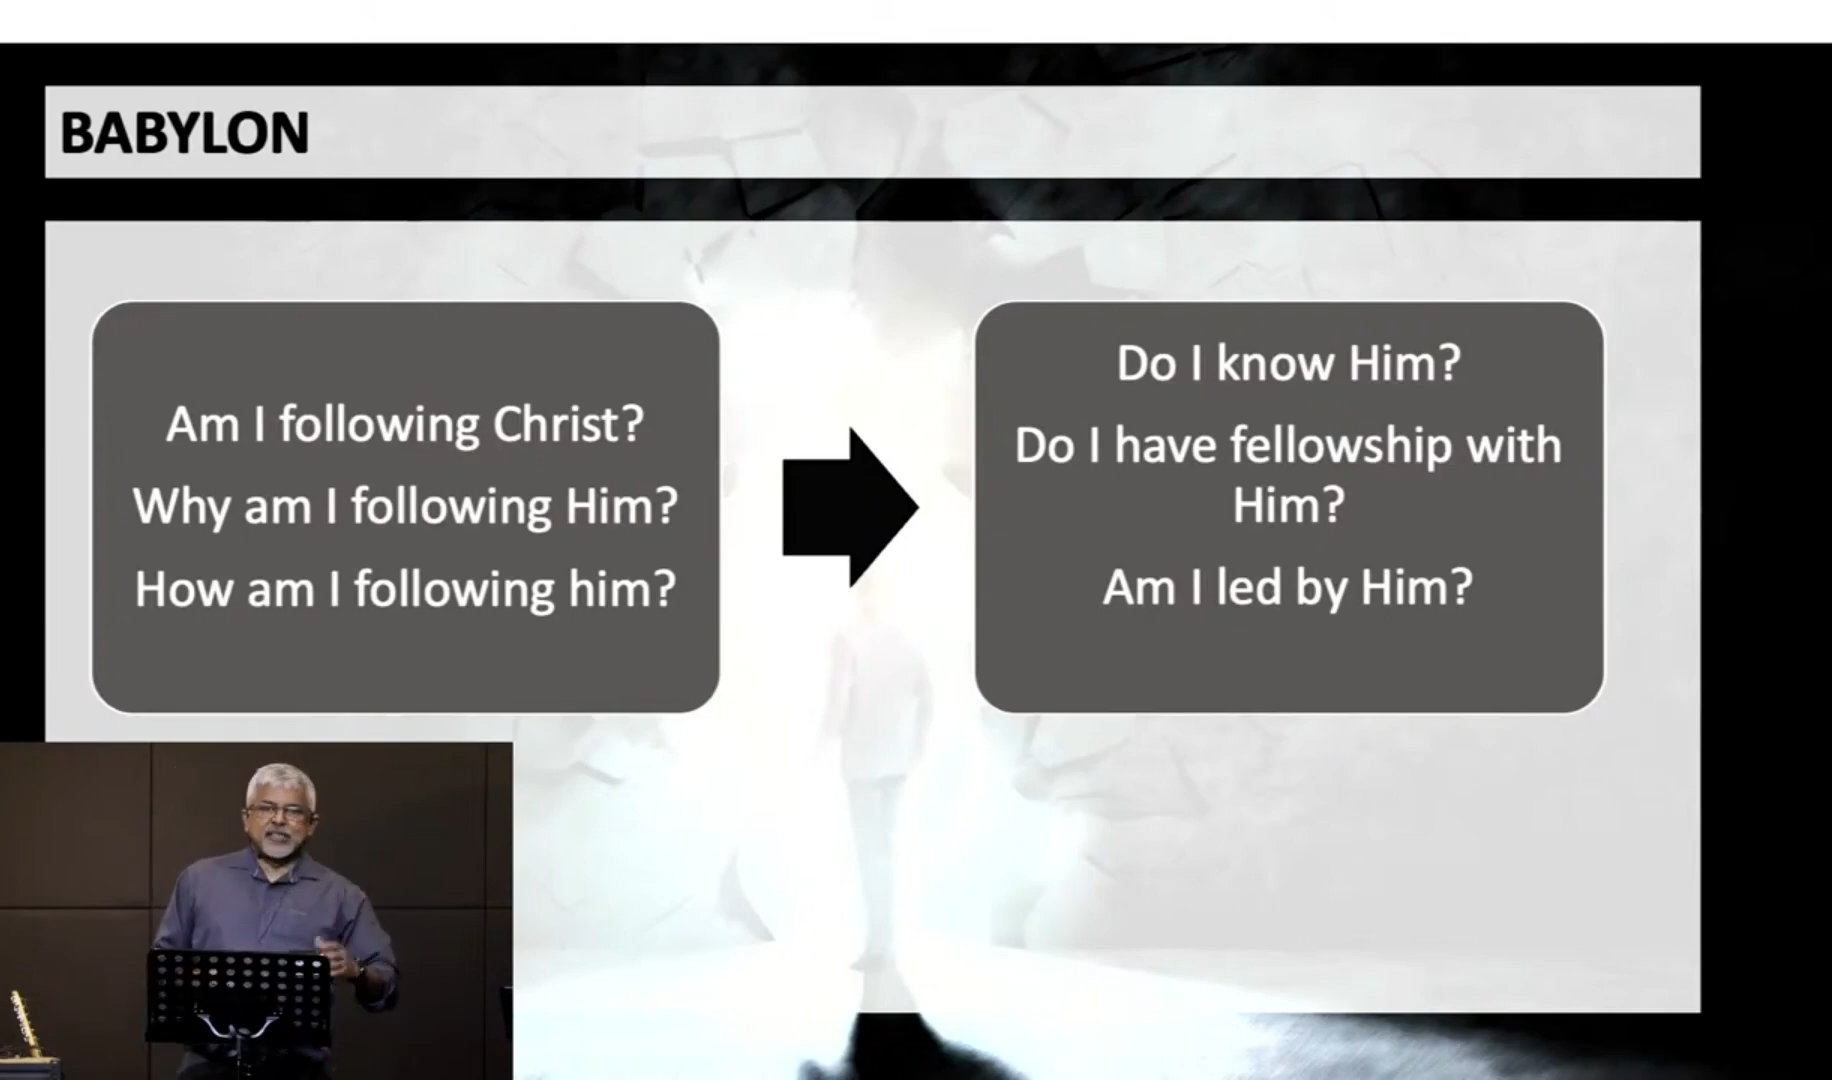 BABYLON
Am I following Christ?
Why am I following Him?
How am I following him?
Do I know Him?
Do I have fellowship with
Him?
Am I led by Him?